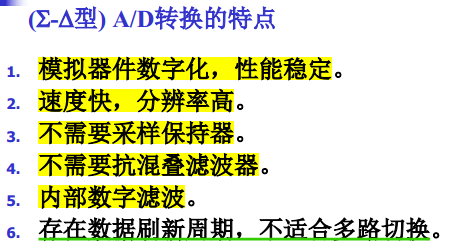 (Σ-Δ型) A/D转换的特点
1. 模拟器件数字化，性能稳定。
2. 速度快，分辨率高。
3. 不需要采样保持器。
4. 不需要抗混叠滤波器。
5. 内部数字滤波。
6. 存在数据刷新周期，不适合多路切换。